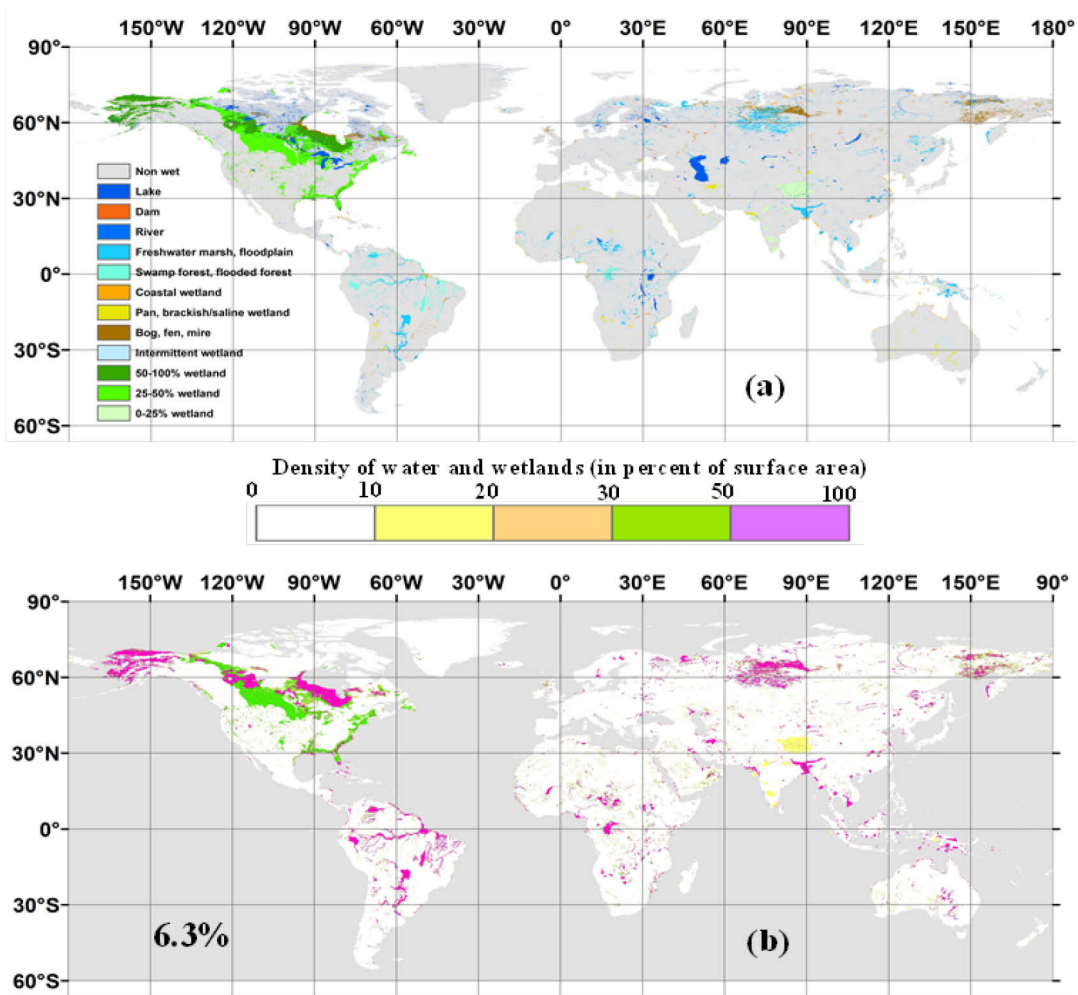 150°W 120°W 90°W 60°W 30°W 0° 30°E 60°E 90°E 120°E 150°E 180°
90°
60°N
30°N
0°
30°S
60°S
Non wet
Lake
Dam
River
Freshwater marsh, floodplain
Swamp forest, flooded forest
Coastal wetland
Pan, brackish/saline wetland
Bog, fen, mire
Intermittent wetland
50-100% wetland
25-50% wetland
0-25% wetland
(a)
Density of water and wetlands (in percent of surface area)
0 10 20 30 50 100
150°W 120°W 90°W 60°W 30°W 0° 30°E 60°E 90°E 120°E 150°E 90°
90°
60°N
30°N
0°
30°S
60°S
6.3%
(b)